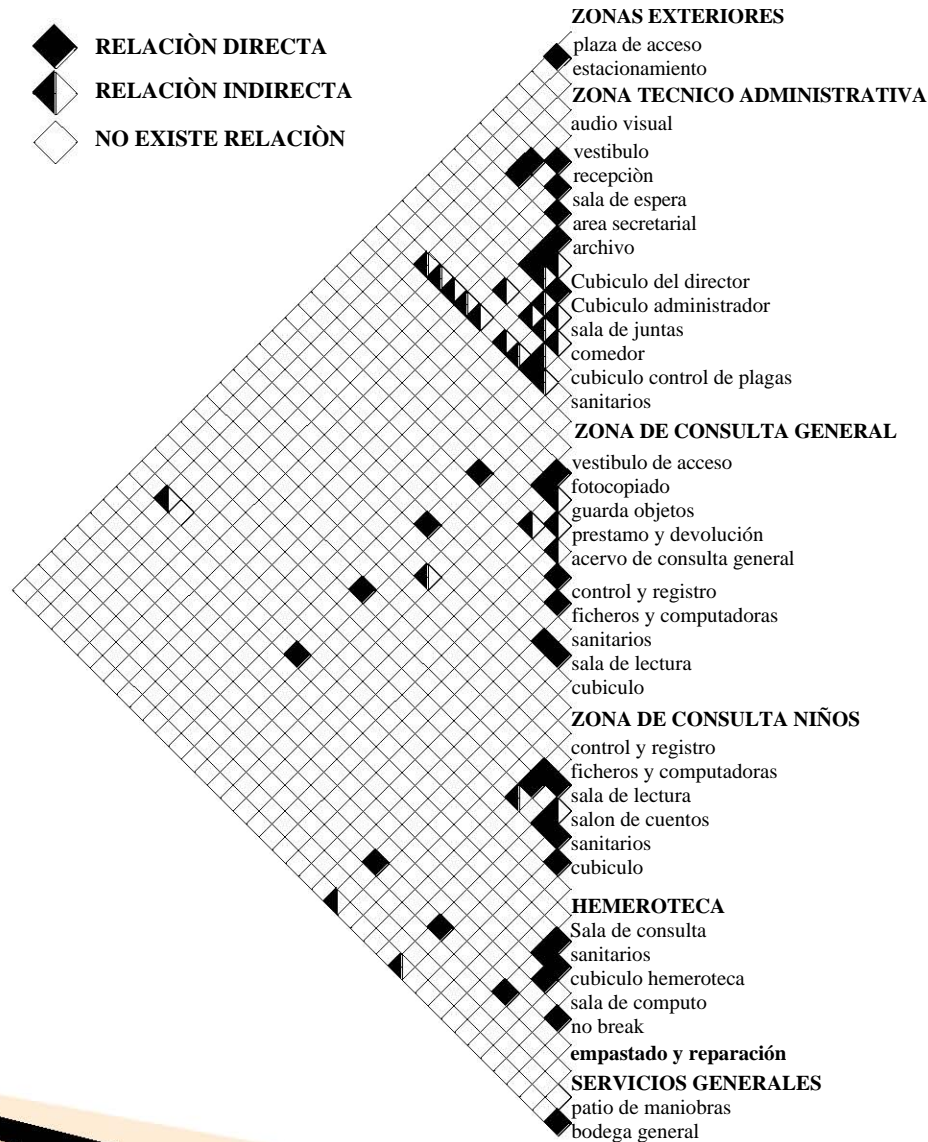 RELACIÒN DIRECTA
RELACIÒN INDIRECTA
NO EXISTE RELACIÒN
ZONAS EXTERIORES
plaza de acceso
estacionamiento
ZONA TECNICO ADMINISTRATIVA
audio visual
vestibulo
recepciòn
sala de espera
area secretarial
archivo
Cubiculo del director
Cubiculo administrador
sala de juntas
comedor
cubiculo control de plagas
sanitarios
ZONA DE CONSULTA GENERAL
vestibulo de acceso
fotocopiado
guarda objetos
prestamo y devolución
acervo de consulta general
control y registro
ficheros y computadoras
sanitarios
sala de lectura
cubiculo
ZONA DE CONSULTA NIÑOS
control y registro
ficheros y computadoras
sala de lectura
salon de cuentos
sanitarios
cubiculo
HEMEROTECA
Sala de consulta
sanitarios
cubiculo hemeroteca
sala de computo
no break
empastado y reparación
SERVICIOS GENERALES
patio de maniobras
bodega general